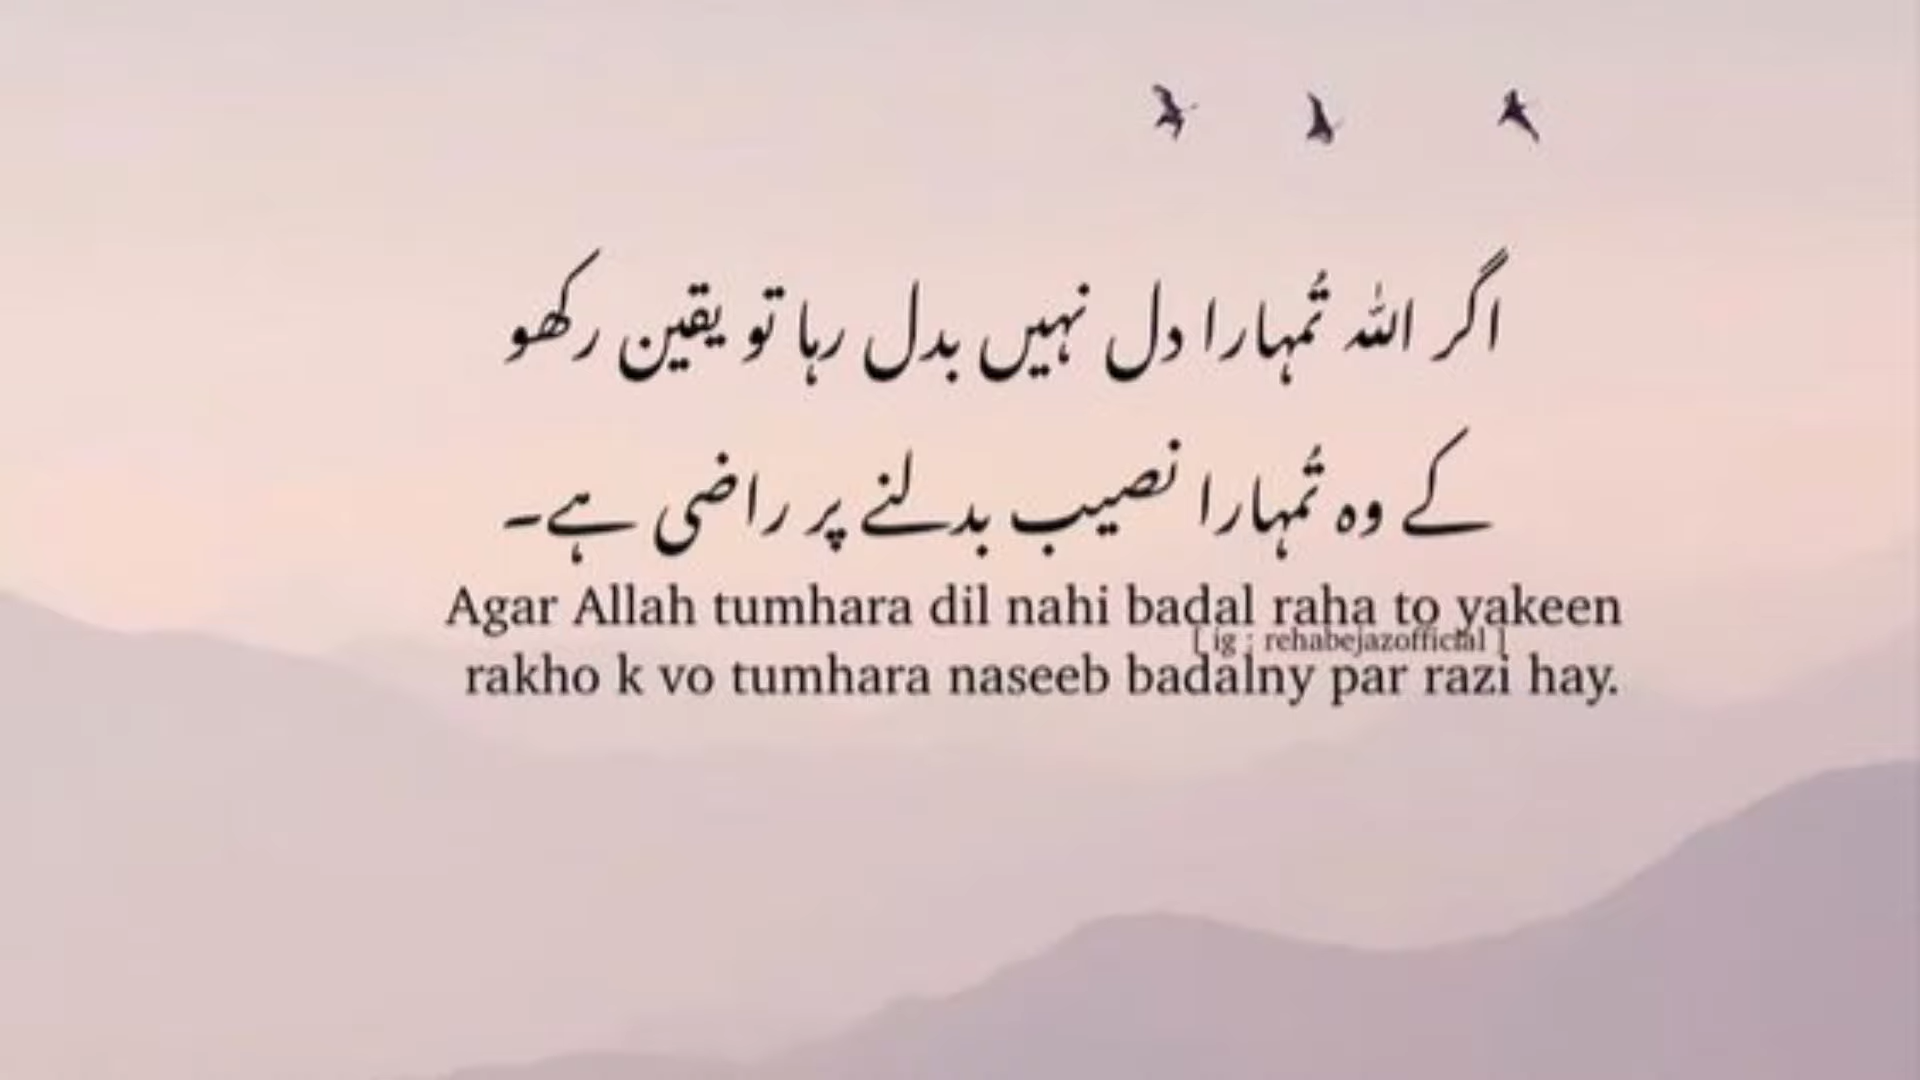 اگر اللہ تُمہارا دل نہیں بدل رہا تو یقین رکھو
کے وہ تُمہارا نصیب بدلنے پر راضی ہے۔
Agar Allah tumhara dil nahi badal raha to yakeen
[ ig : rehabejazofficial ]
rakho k vo tumhara naseeb badalny par razi hay.